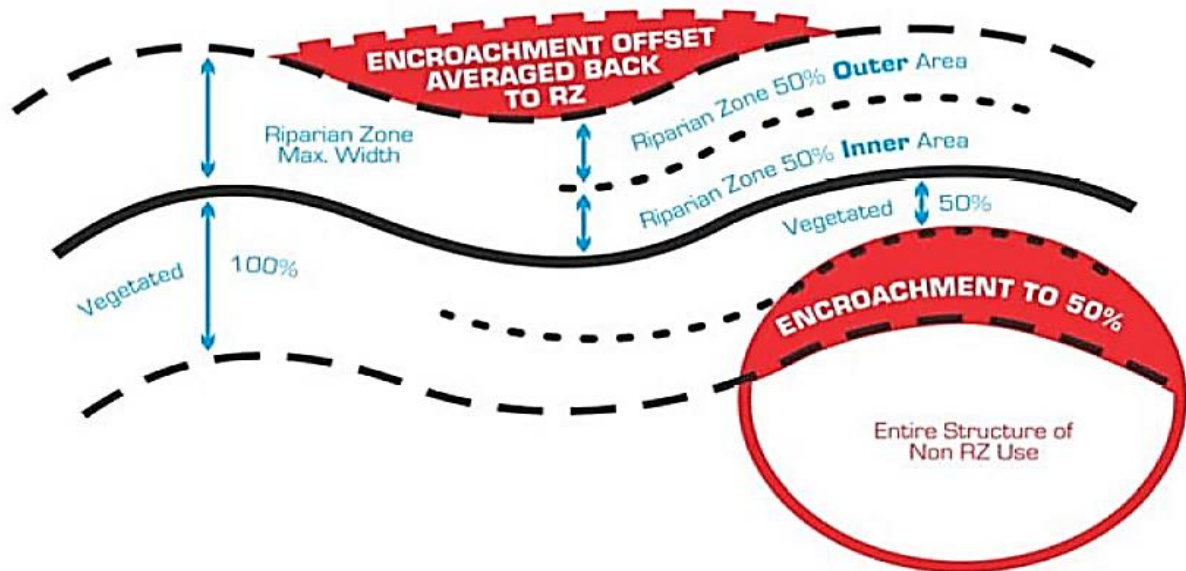 ENCROACHMENT OFFSET
AVERAGED BACK
TO RZ
Riparian Zone
Max. Width
Riparian Zone 50% Outer Area
Riparian Zone 50% Inner Area
Vegetated 50%
Vegetated 100%
ENCROACHMENT TO 50%
Entire Structure of
Non RZ Use